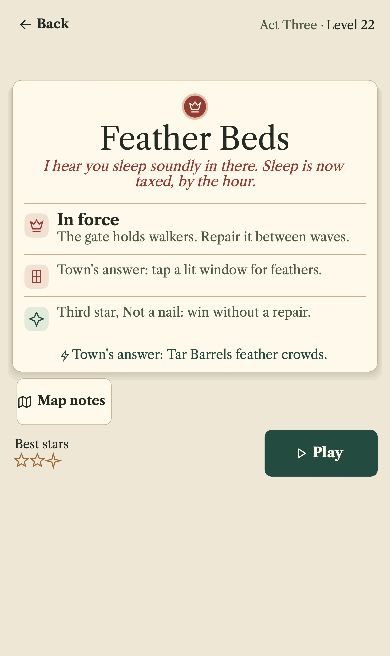 Back
Act Three · Level 22
Feather Beds
I hear you sleep soundly in there. Sleep is now
taxed, by the hour.
In force
The gate holds walkers. Repair it between waves.
Town's answer: tap a lit window for feathers.
Third star, Not a nail: win without a repair.
Town's answer: Tar Barrels feather crowds.
Map notes
Best stars
Play